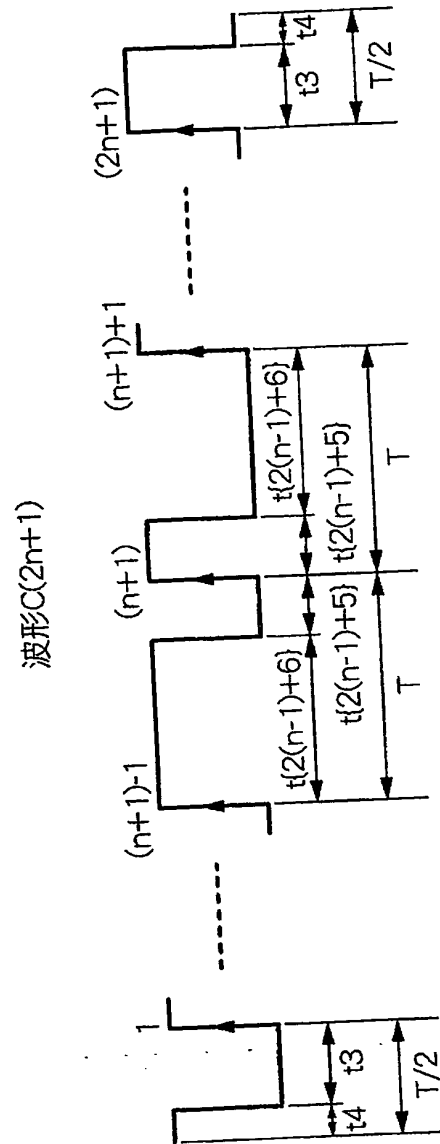 波形C(2n+1)
1
(n+1)-1
(n+1)
(n+1)+1
(2n+1)
t4
t3
T/2
t{2(n-1)+6}
t{2(n-1)+5}
T
t{2(n-1)+6}
t{2(n-1)+5}
T
t3
t4
T/2